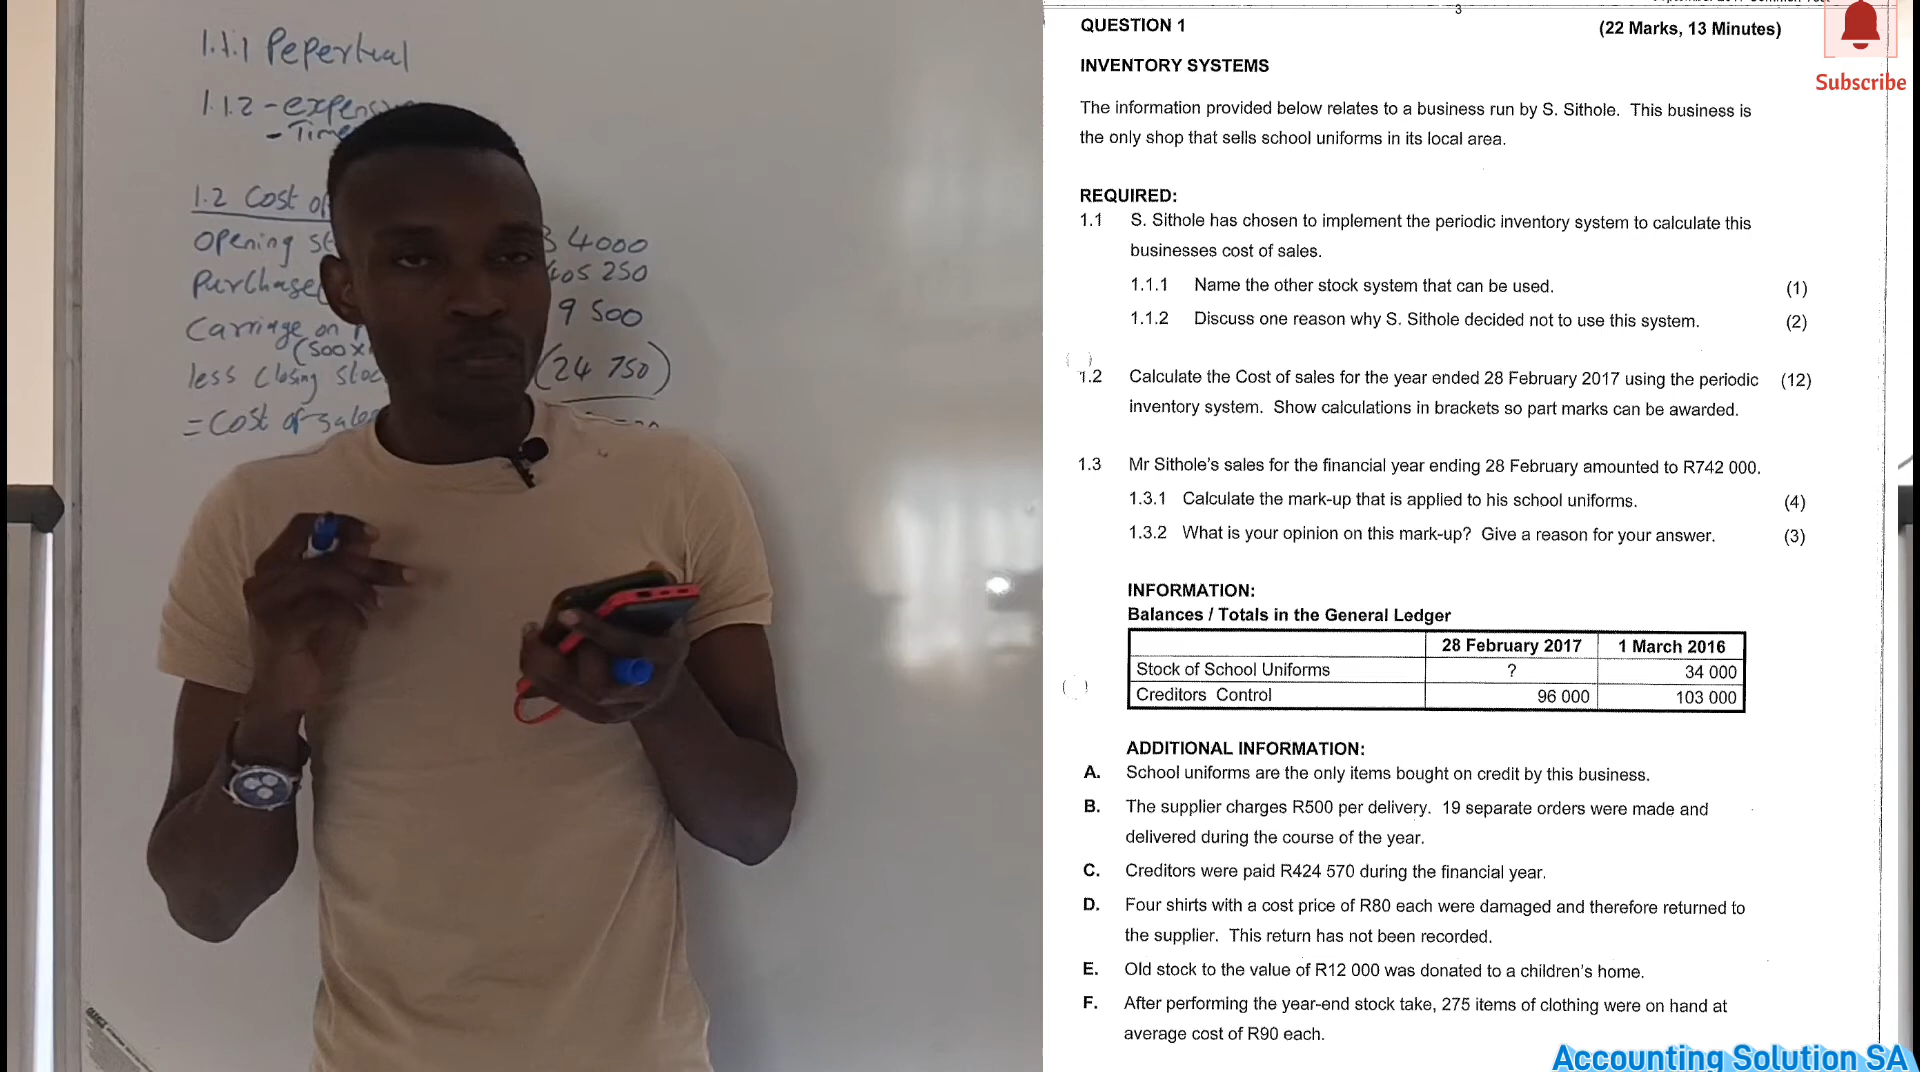 1.1.1 Pepertual
1.1.2 - expensive
- Time
1.2 Cost of
Opening st
34000
Purchase
405 250
Carriage on
9 500
(500x
less Closing stoc
(24 750)
= Cost of sales
3
QUESTION 1 (22 Marks, 13 Minutes)
Subscribe
INVENTORY SYSTEMS
The information provided below relates to a business run by S. Sithole. This business is
the only shop that sells school uniforms in its local area.
REQUIRED:
1.1 S. Sithole has chosen to implement the periodic inventory system to calculate this
businesses cost of sales.
1.1.1 Name the other stock system that can be used. (1)
1.1.2 Discuss one reason why S. Sithole decided not to use this system. (2)
1.2 Calculate the Cost of sales for the year ended 28 February 2017 using the periodic (12)
inventory system. Show calculations in brackets so part marks can be awarded.
1.3 Mr Sithole's sales for the financial year ending 28 February amounted to R742 000.
1.3.1 Calculate the mark-up that is applied to his school uniforms. (4)
1.3.2 What is your opinion on this mark-up? Give a reason for your answer. (3)
INFORMATION:
Balances / Totals in the General Ledger
28 February 2017 1 March 2016
Stock of School Uniforms ? 34 000
Creditors Control 96 000 103 000
ADDITIONAL INFORMATION:
A. School uniforms are the only items bought on credit by this business.
B. The supplier charges R500 per delivery. 19 separate orders were made and
delivered during the course of the year.
C. Creditors were paid R424 570 during the financial year.
D. Four shirts with a cost price of R80 each were damaged and therefore returned to
the supplier. This return has not been recorded.
E. Old stock to the value of R12 000 was donated to a children's home.
F. After performing the year-end stock take, 275 items of clothing were on hand at
average cost of R90 each.
Accounting Solution SA